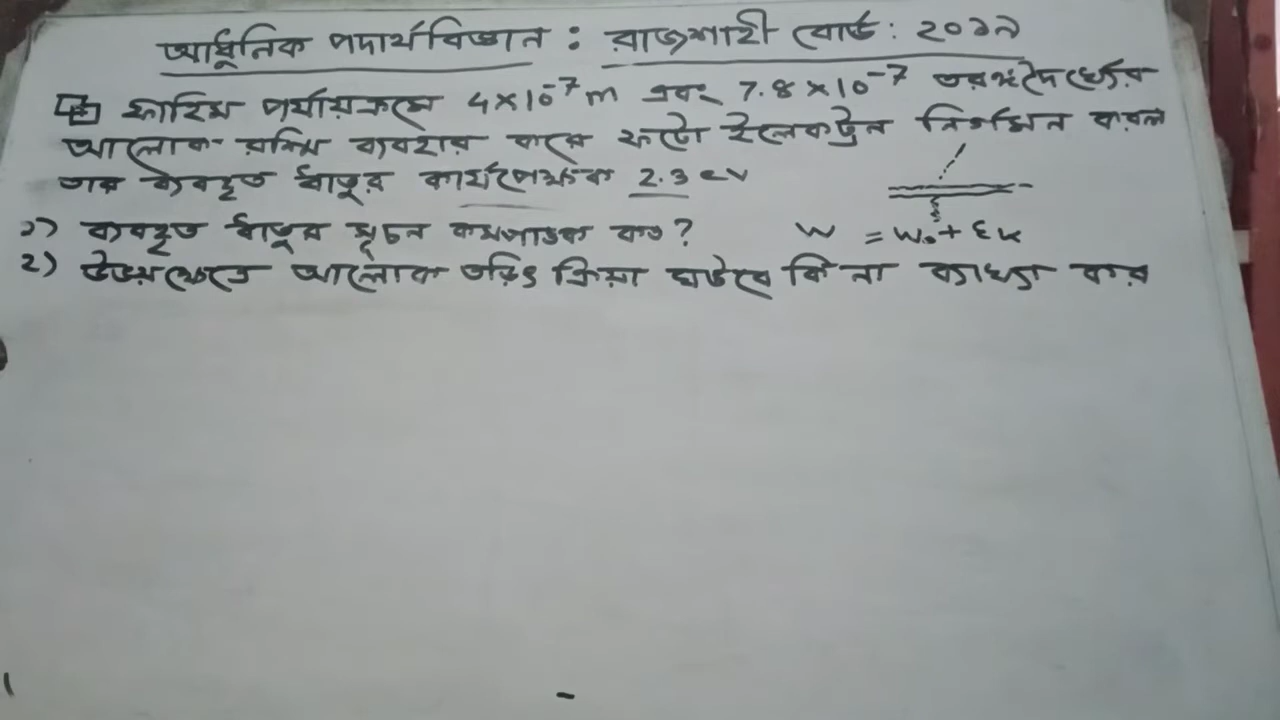 আধুনিক পদার্থবিজ্ঞান : রাজশাহী বোর্ড: ২০১৯
ফাহিম পর্যায়ক্রমে 4×10⁻⁷m এবং 7.8×10⁻⁷ তরঙ্গদৈর্ঘ্যের
আলোক রশ্মি ব্যবহার করে ফটো ইলেকট্রন নির্গমন করল
তার ব্যবহৃত ধাতুর কার্যাপেক্ষক 2.3 eV
১) ব্যবহৃত ধাতুর সূচন কম্পাঙ্ক কত? W = W₀ + Eₖ
২) উভয়ক্ষেত্রে আলোক তড়িৎ ক্রিয়া ঘটবে কি না ব্যাখ্যা কর